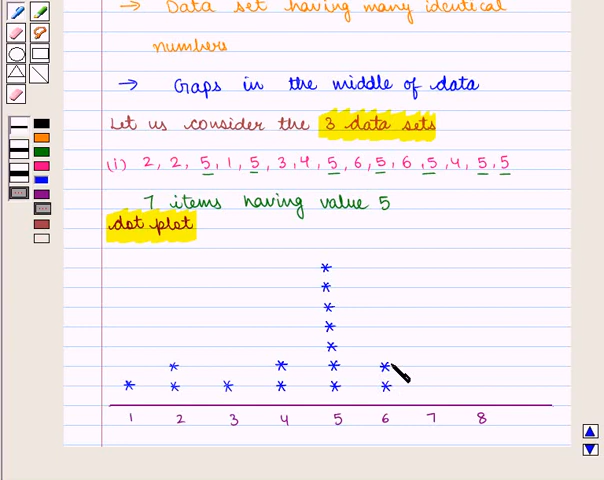 → Data set having many identical
numbers
→ Gaps in the middle of data
Let us consider the 3 data sets
(i) 2, 2, 5, 1, 5, 3, 4, 5, 6, 5, 6, 5, 4, 5, 5
7 items having value 5
dot plot
1 2 3 4 5 6 7 8